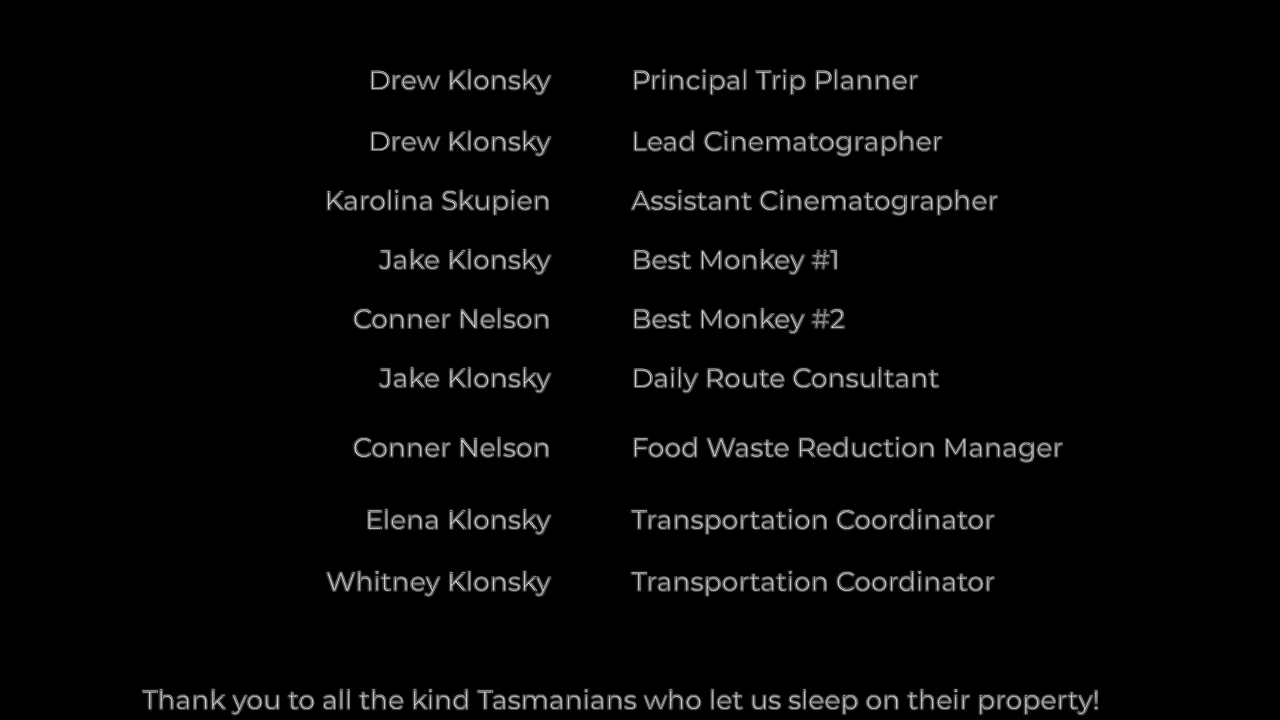 Drew Klonsky Principal Trip Planner
Drew Klonsky Lead Cinematographer
Karolina Skupien Assistant Cinematographer
Jake Klonsky Best Monkey #1
Conner Nelson Best Monkey #2
Jake Klonsky Daily Route Consultant
Conner Nelson Food Waste Reduction Manager
Elena Klonsky Transportation Coordinator
Whitney Klonsky Transportation Coordinator
Thank you to all the kind Tasmanians who let us sleep on their property!